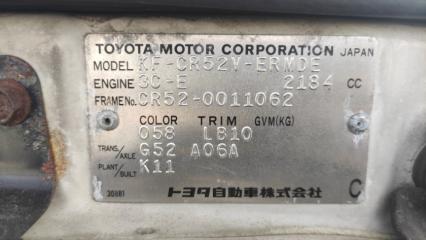 TOYOTA MOTOR CORPORATION JAPAN
MODEL KF-CR52V-ERMDE
ENGINE 3C-E 2184 CC
FRAME No. CR52-0011062
COLOR TRIM GVM(KG)
058 LB10
TRANS./AXLE G52 A06A
PLANT/BUILT K11
30881 トヨタ自動車株式会社 C